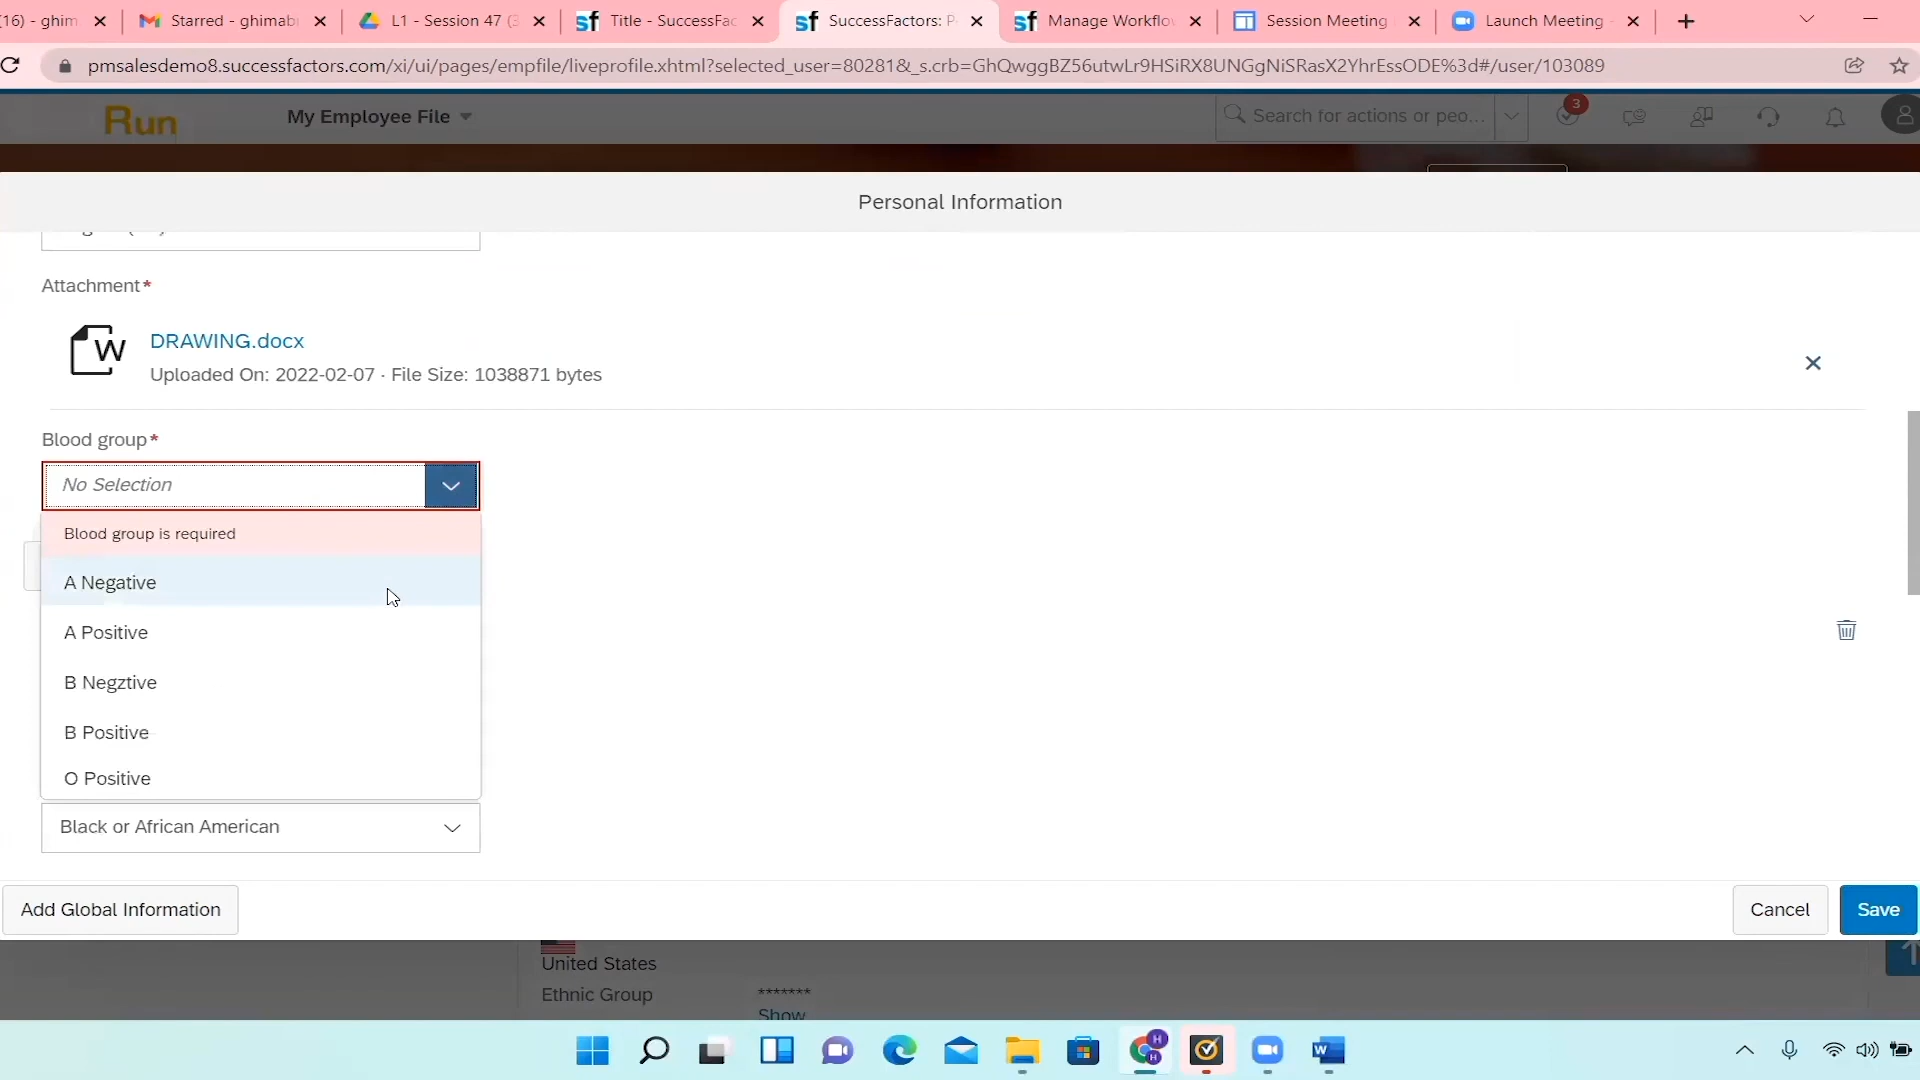 16) - ghim
Starred - ghimab
L1 - Session 47 (3
Title - SuccessFac
SuccessFactors: P
Manage Workflow
Session Meeting
Launch Meeting
pmsalesdemo8.successfactors.com/xi/ui/pages/empfile/liveprofile.xhtml?selected_user=80281&_s.crb=GhQwggBZ56utwLr9HSiRX8UNGgNiSRasX2YhrEssODE%3d#/user/103089
Run
My Employee File
Search for actions or peo...
3
Personal Information
Attachment*
W
DRAWING.docx
Uploaded On: 2022-02-07 · File Size: 1038871 bytes
Blood group*
No Selection
Blood group is required
A Negative
A Positive
B Negztive
B Positive
O Positive
Black or African American
Add Global Information
Cancel
Save
United States
Ethnic Group
*******
Show